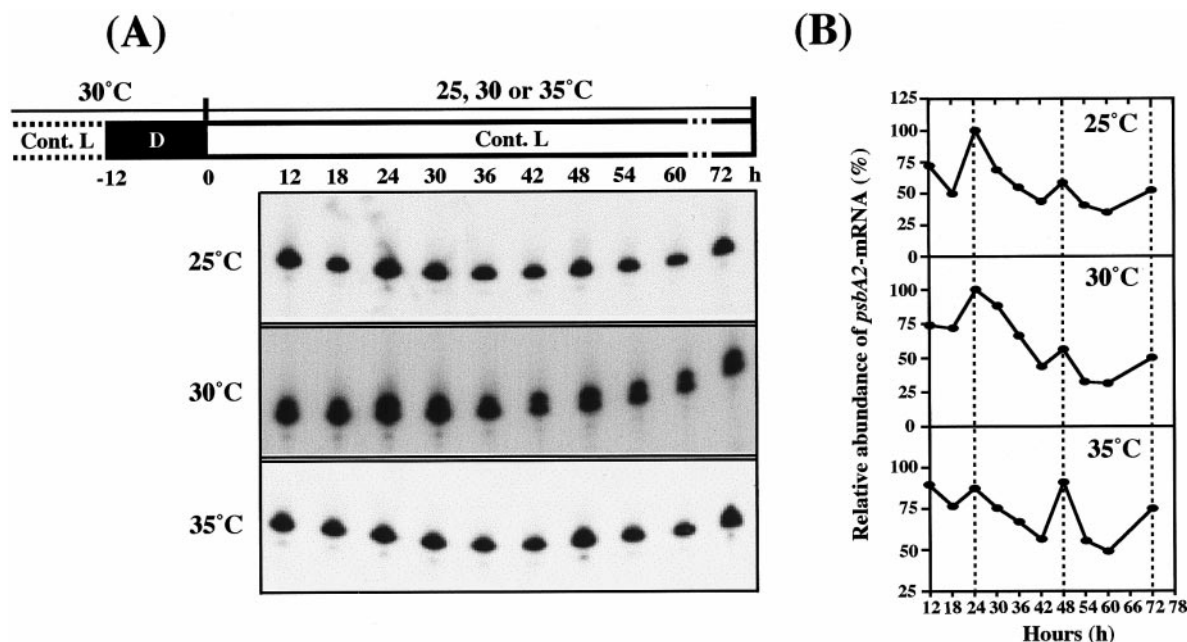 (A)
30°C
25, 30 or 35°C
Cont. L
D
Cont. L
-12 0 12 18 24 30 36 42 48 54 60 72 h
25°C
30°C
35°C
(B)
Relative abundance of psbA2-mRNA (%)
125
100
75
50
25
0
25°C
100
75
50
25
0
30°C
100
75
50
25
35°C
12 18 24 30 36 42 48 54 60 66 72 78
Hours (h)